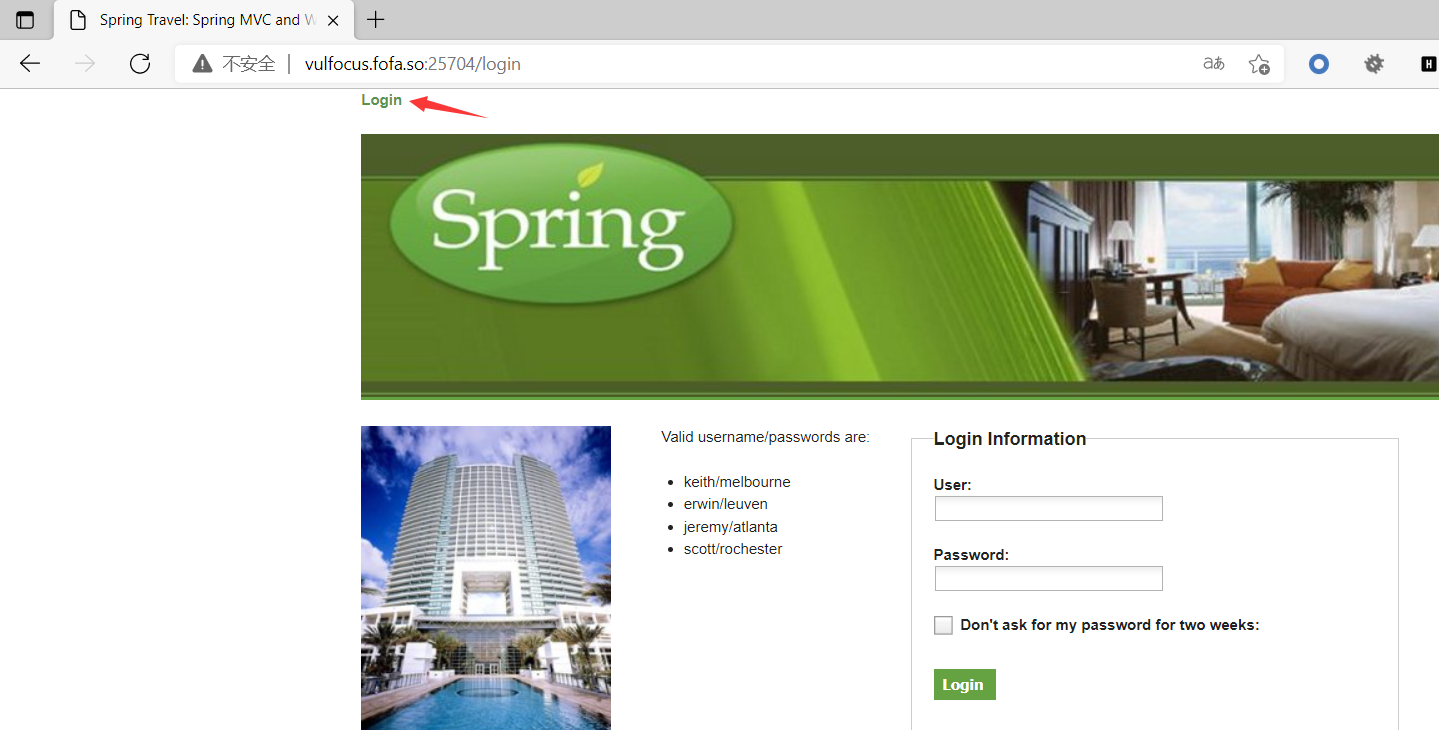 Spring Travel: Spring MVC and W
不安全 | vulfocus.fofa.so:25704/login
aあ
H
Login
Spring
Valid username/passwords are:
keith/melbourne
erwin/leuven
jeremy/atlanta
scott/rochester
Login Information
User:
Password:
Don't ask for my password for two weeks:
Login